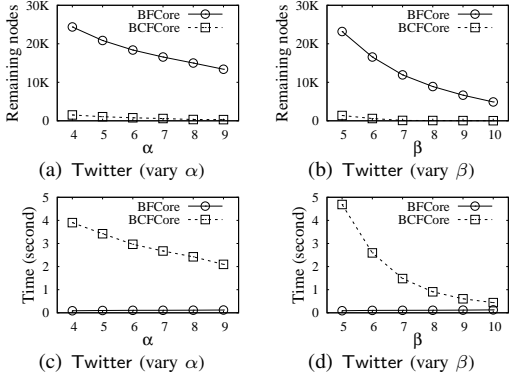 30K
20K
10K
0
Remaining nodes
BFCore
BCFCore
4 5 6 7 8 9
α
(a) Twitter (vary α)
30K
20K
10K
0
Remaining nodes
BFCore
BCFCore
5 6 7 8 9 10
β
(b) Twitter (vary β)
5
4
3
2
1
0
Time (second)
BFCore
BCFCore
4 5 6 7 8 9
α
(c) Twitter (vary α)
5
4
3
2
1
0
Time (second)
BFCore
BCFCore
5 6 7 8 9 10
β
(d) Twitter (vary β)